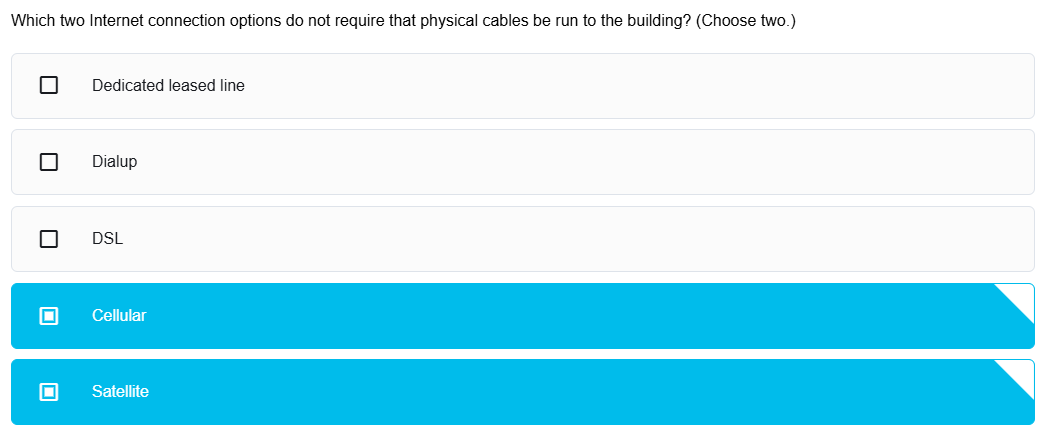 Which two Internet connection options do not require that physical cables be run to the building? (Choose two.)
Dedicated leased line
Dialup
DSL
Cellular
Satellite